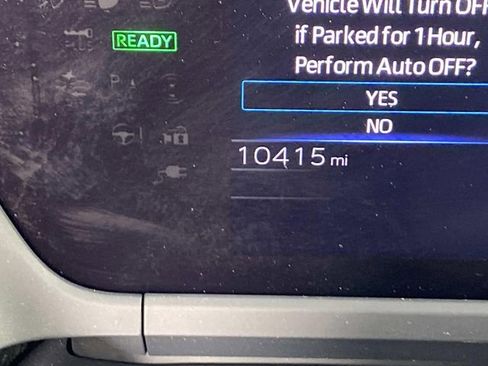 Vehicle Will Turn OFF
if Parked for 1 Hour,
READY
Perform Auto OFF?
YES
NO
10415 mi